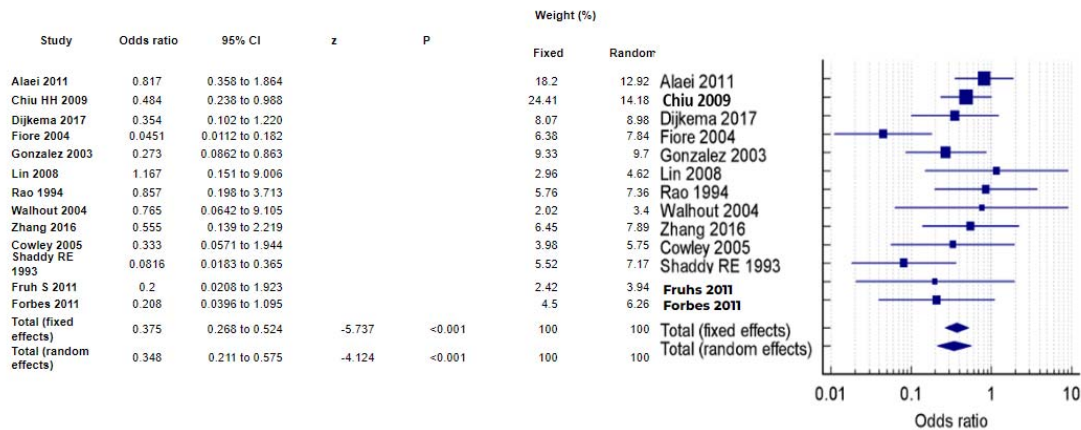 Weight (%)
Study Odds ratio 95% CI z P Fixed Random
Alaei 2011 0.817 0.358 to 1.864 18.2 12.92 Alaei 2011
Chiu HH 2009 0.484 0.238 to 0.988 24.41 14.18 Chiu 2009
Dijkema 2017 0.354 0.102 to 1.220 8.07 8.98 Dijkema 2017
Fiore 2004 0.0451 0.0112 to 0.182 6.38 7.84 Fiore 2004
Gonzalez 2003 0.273 0.0862 to 0.863 9.33 9.7 Gonzalez 2003
Lin 2008 1.167 0.151 to 9.006 2.96 4.62 Lin 2008
Rao 1994 0.857 0.198 to 3.713 5.76 7.36 Rao 1994
Walhout 2004 0.765 0.0642 to 9.105 2.02 3.4 Walhout 2004
Zhang 2016 0.555 0.139 to 2.219 6.45 7.89 Zhang 2016
Cowley 2005 0.333 0.0571 to 1.944 3.98 5.75 Cowley 2005
Shaddy RE
1993 0.0816 0.0183 to 0.365 5.52 7.17 Shaddy RE 1993
Fruh S 2011 0.2 0.0208 to 1.923 2.42 3.94 Fruhs 2011
Forbes 2011 0.208 0.0396 to 1.095 4.5 6.26 Forbes 2011
Total (fixed
effects) 0.375 0.268 to 0.524 -5.737 <0.001 100 100 Total (fixed effects)
Total (random
effects) 0.348 0.211 to 0.575 -4.124 <0.001 100 100 Total (random effects)
0.01 0.1 1 10
Odds ratio